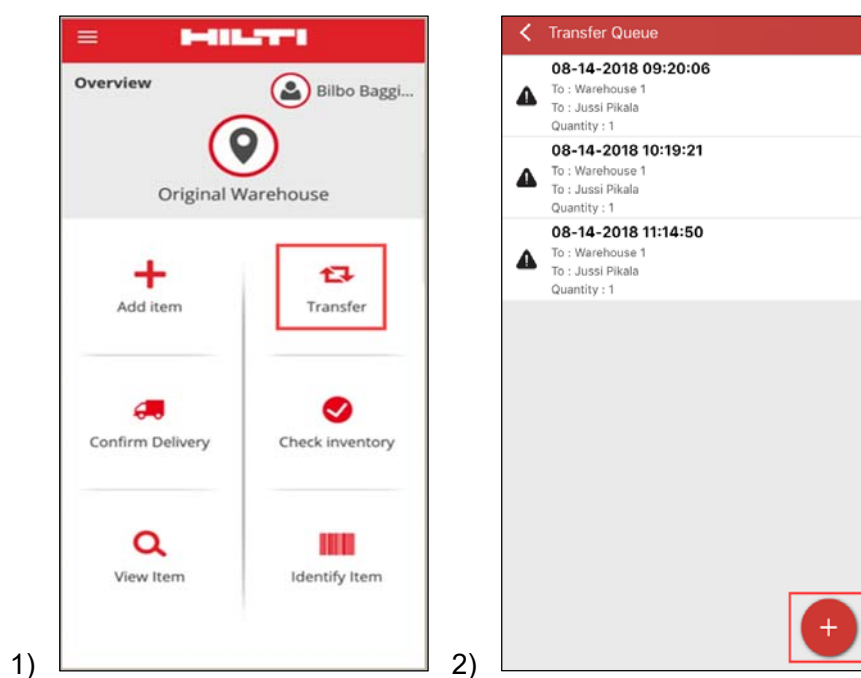 HILTI
Overview
Bilbo Baggi...
Original Warehouse
Add item
Transfer
Confirm Delivery
Check inventory
View Item
Identify Item
1)
Transfer Queue
08-14-2018 09:20:06
To : Warehouse 1
To : Jussi Pikala
Quantity : 1
08-14-2018 10:19:21
To : Warehouse 1
To : Jussi Pikala
Quantity : 1
08-14-2018 11:14:50
To : Warehouse 1
To : Jussi Pikala
Quantity : 1
2)